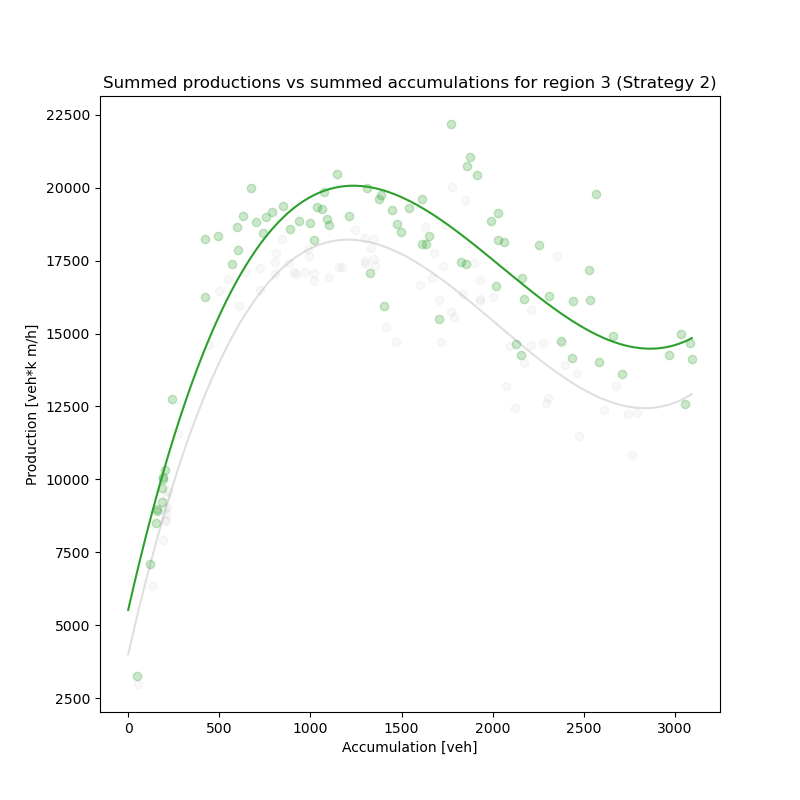 Summed productions vs summed accumulations for region 3 (Strategy 2)
22500
20000
17500
15000
12500
10000
7500
5000
2500
Production [veh*k m/h]
0 500 1000 1500 2000 2500 3000
Accumulation [veh]